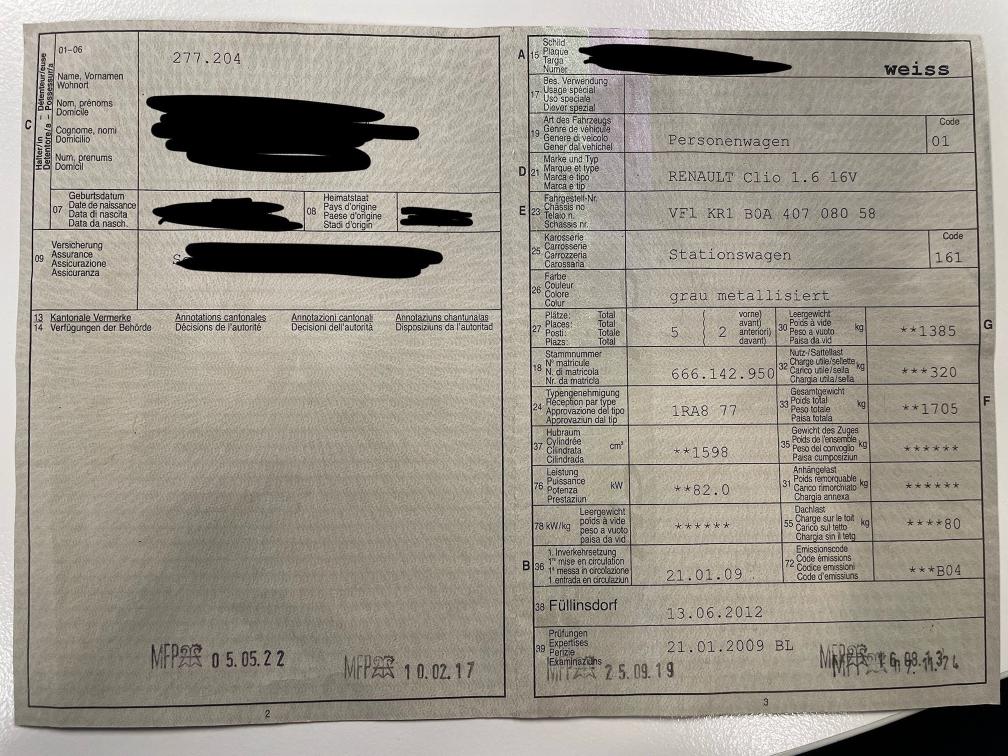 01-06
277.204
C
Halter/in – Détenteur/euse
Detentore/a – Possessur/a
Name, Vornamen
Wohnort
Nom, prénoms
Domicile
Cognome, nomi
Domicilio
Num, prenums
Domicil
07
Geburtsdatum
Date de naissance
Data di nascita
Data da nasch.
08
Heimatstaat
Pays d'origine
Paese d'origine
Stadi d'origin
09
Versicherung
Assurance
Assicurazione
Assicuranza
13 Kantonale Vermerke Annotations cantonales Annotazioni cantonali Annotaziuns chantunalas
14 Verfügungen der Behörde Décisions de l'autorité Decisioni dell'autorità Disposiziuns da l'autoritad
MFP 05.05.22
MFP 10.02.17
2
A 15
Schild
Plaque
Targa
Numer
weiss
17
Bes. Verwendung
Usage spécial
Uso speciale
Diever spezial
19
Art des Fahrzeugs
Genre de véhicule
Genere di veicolo
Gener dal vehichel
Personenwagen
Code
01
D 21
Marke und Typ
Marque et type
Marca e tipo
Marca e tip
RENAULT Clio 1.6 16V
E 23
Fahrgestell-Nr.
Châssis no
Telaio n.
Schassis nr.
VF1 KR1 B0A 407 080 58
25
Karosserie
Carrosserie
Carrozzeria
Carossaria
Stationswagen
Code
161
26
Farbe
Couleur
Colore
Colur
grau metallisiert
27
Plätze: Total
Places: Total
Posti: Totale
Plazs: Total
5 ( 2
vorne)
avant)
anteriori)
davant)
30
Leergewicht
Poids à vide
Peso a vuoto
Paisa da vid
kg
**1385
G
18
Stammnummer
N° matricule
N. di matricola
Nr. da matricla
666.142.950
32
Nutz-/Sattellast
Charge utile/sellette
Carico utile/sella
Chargia utila/sella
kg
***320
24
Typengenehmigung
Réception par type
Approvazione del tipo
Approvaziun dal tip
1RA8 77
33
Gesamtgewicht
Poids total
Peso totale
Paisa totala
kg
**1705
F
37
Hubraum
Cylindrée
Cilindrata
Cilindrada
cm³
**1598
35
Gewicht des Zuges
Poids de l'ensemble
Peso del convoglio
Paisa cumposiziun
kg
******
76
Leistung
Puissance
Potenza
Prestaziun
kW
**82.0
31
Anhängelast
Poids remorquable
Carico rimorchiato
Chargia annexa
kg
******
78 kW/kg
Leergewicht
poids à vide
peso a vuoto
paisa da vid
******
55
Dachlast
Charge sur le toit
Carico sul tetto
Chargia sin il tetg
kg
****80
B 36
1. Inverkehrsetzung
1re mise en circulation
1a messa in circolazione
1. entrada en circulaziun
21.01.09
72
Emissionscode
Code émissions
Codice emissioni
Code d'emissiuns
***B04
38 Füllinsdorf
13.06.2012
39
Prüfungen
Expertises
Perizie
Examinaziuns
21.01.2009 BL
MFP 25.09.19
MFP
3